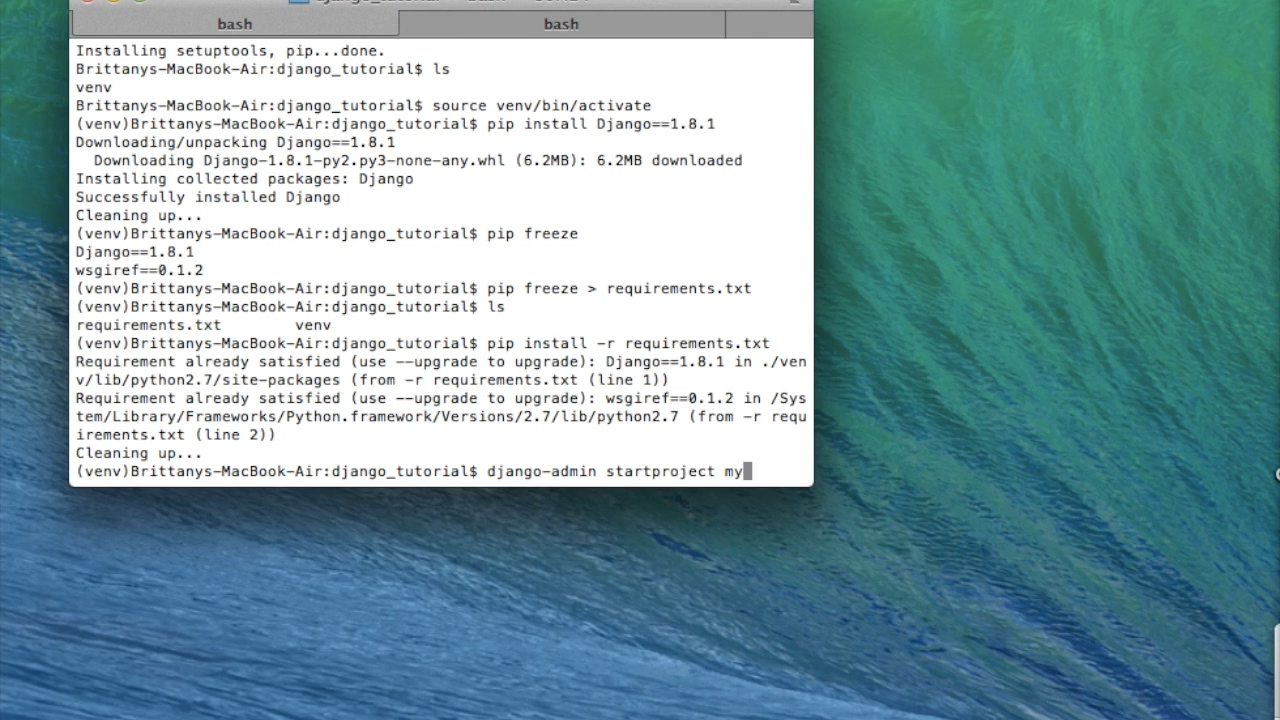 bash bash
Installing setuptools, pip...done.
Brittanys-MacBook-Air:django_tutorial$ ls
venv
Brittanys-MacBook-Air:django_tutorial$ source venv/bin/activate
(venv)Brittanys-MacBook-Air:django_tutorial$ pip install Django==1.8.1
Downloading/unpacking Django==1.8.1
  Downloading Django-1.8.1-py2.py3-none-any.whl (6.2MB): 6.2MB downloaded
Installing collected packages: Django
Successfully installed Django
Cleaning up...
(venv)Brittanys-MacBook-Air:django_tutorial$ pip freeze
Django==1.8.1
wsgiref==0.1.2
(venv)Brittanys-MacBook-Air:django_tutorial$ pip freeze > requirements.txt
(venv)Brittanys-MacBook-Air:django_tutorial$ ls
requirements.txt        venv
(venv)Brittanys-MacBook-Air:django_tutorial$ pip install -r requirements.txt
Requirement already satisfied (use --upgrade to upgrade): Django==1.8.1 in ./ven
v/lib/python2.7/site-packages (from -r requirements.txt (line 1))
Requirement already satisfied (use --upgrade to upgrade): wsgiref==0.1.2 in /Sys
tem/Library/Frameworks/Python.framework/Versions/2.7/lib/python2.7 (from -r requ
irements.txt (line 2))
Cleaning up...
(venv)Brittanys-MacBook-Air:django_tutorial$ django-admin startproject my